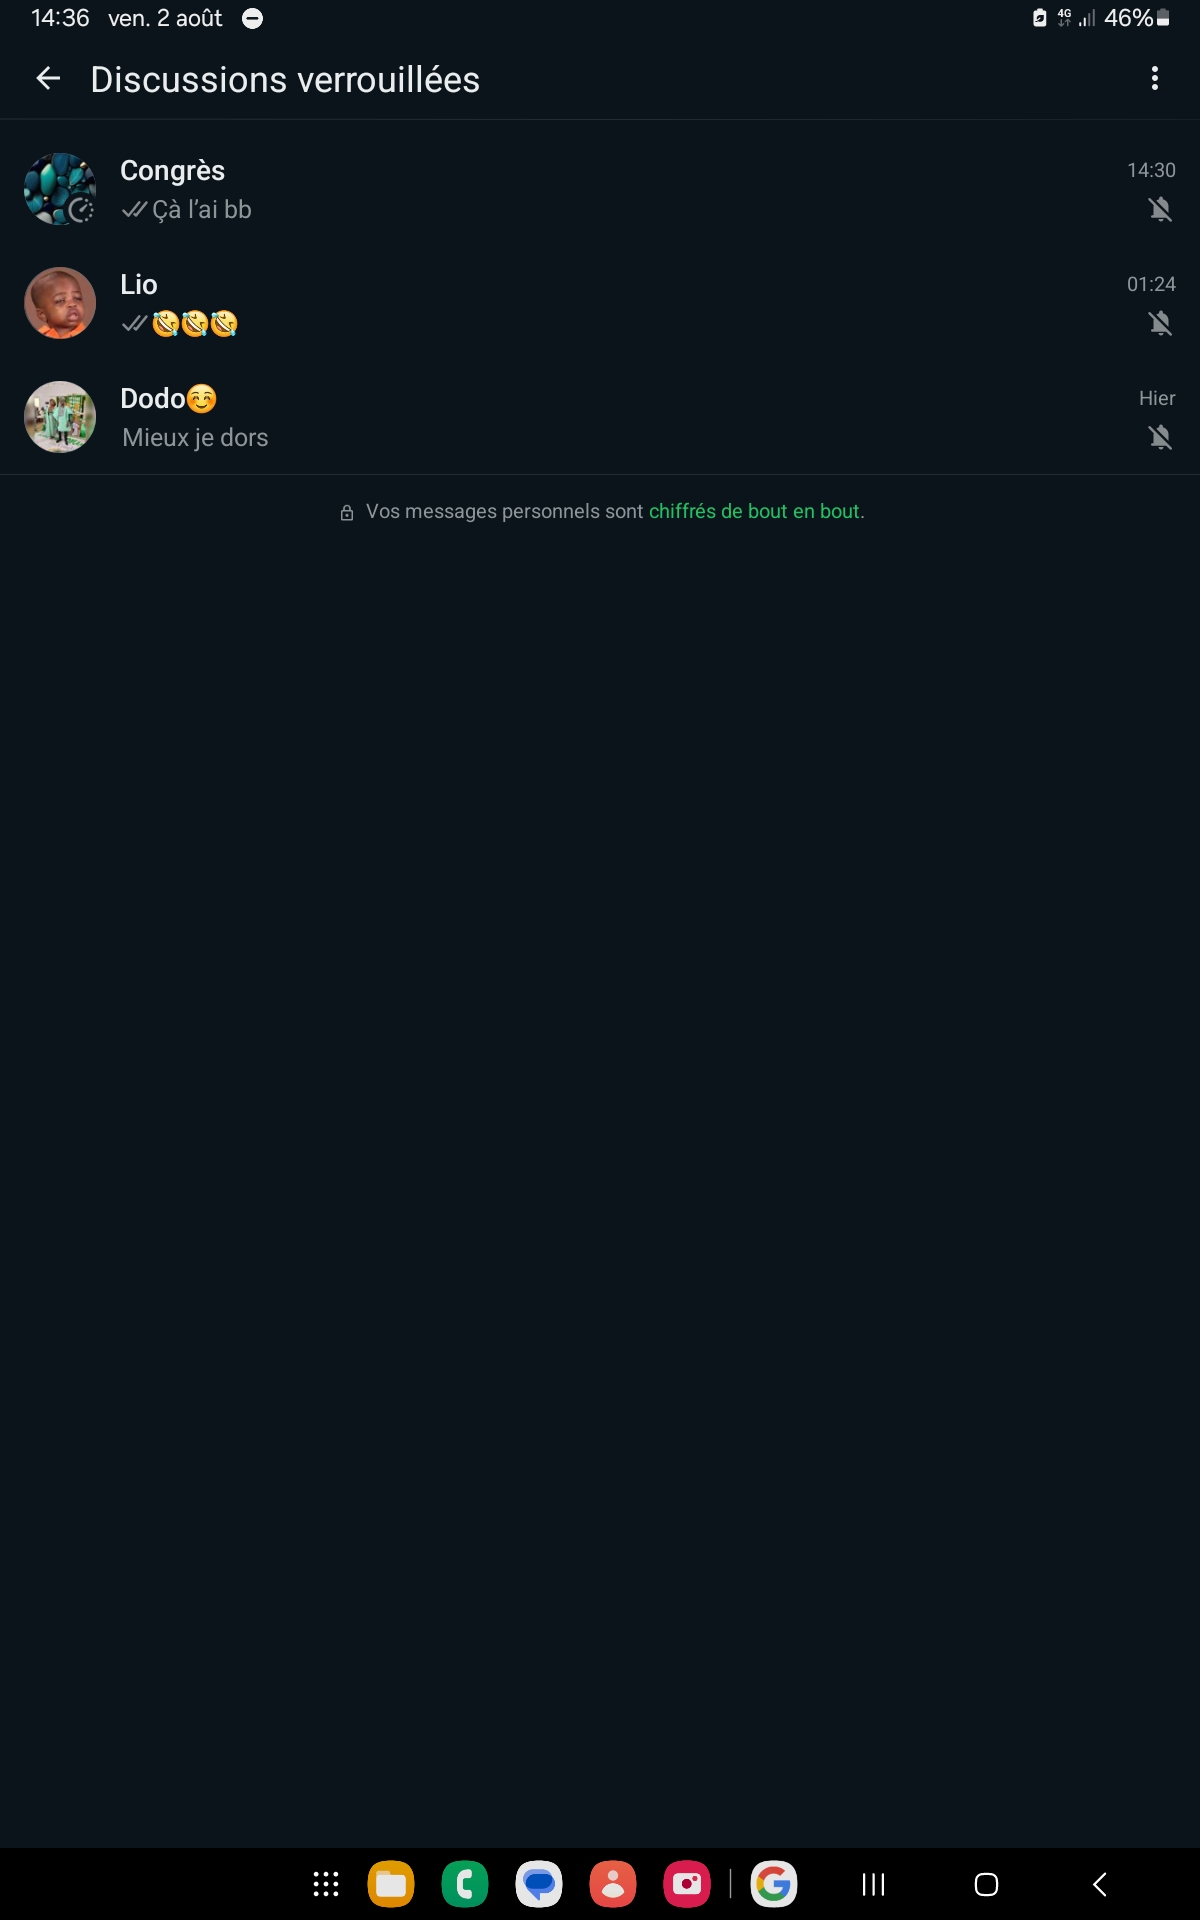 14:36 ven. 2 août
4G 46%
Discussions verrouillées
Congrès 14:30
Çà l'ai bb
Lio 01:24
🤣🤣🤣
Dodo☺️ Hier
Mieux je dors
Vos messages personnels sont chiffrés de bout en bout.